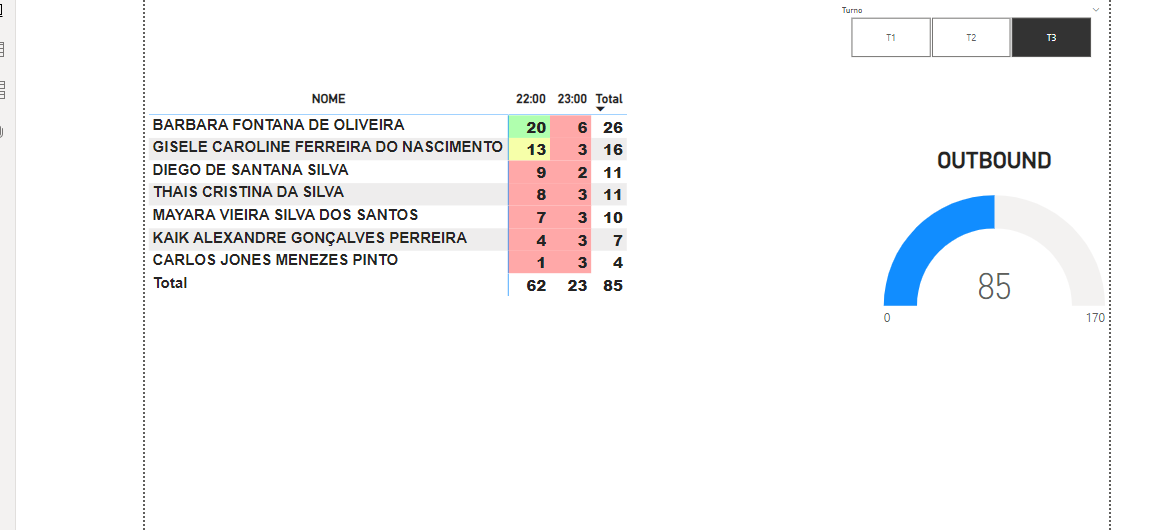 Turno
T1 T2 T3
NOME 22:00 23:00 Total
BARBARA FONTANA DE OLIVEIRA 20 6 26
GISELE CAROLINE FERREIRA DO NASCIMENTO 13 3 16
DIEGO DE SANTANA SILVA 9 2 11
THAIS CRISTINA DA SILVA 8 3 11
MAYARA VIEIRA SILVA DOS SANTOS 7 3 10
KAIK ALEXANDRE GONÇALVES PERREIRA 4 3 7
CARLOS JONES MENEZES PINTO 1 3 4
Total 62 23 85
OUTBOUND
85
0 170